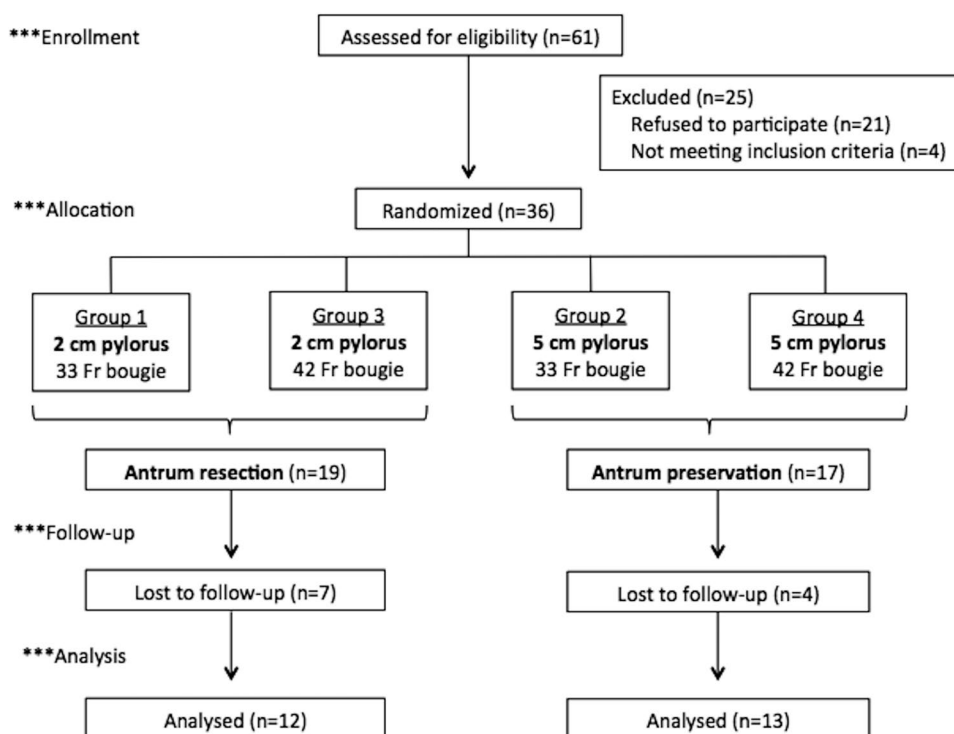 ***Enrollment
Assessed for eligibility (n=61)
Excluded (n=25)
Refused to participate (n=21)
Not meeting inclusion criteria (n=4)
***Allocation
Randomized (n=36)
Group 1
2 cm pylorus
33 Fr bougie
Group 3
2 cm pylorus
42 Fr bougie
Group 2
5 cm pylorus
33 Fr bougie
Group 4
5 cm pylorus
42 Fr bougie
Antrum resection (n=19)
Antrum preservation (n=17)
***Follow-up
Lost to follow-up (n=7)
Lost to follow-up (n=4)
***Analysis
Analysed (n=12)
Analysed (n=13)